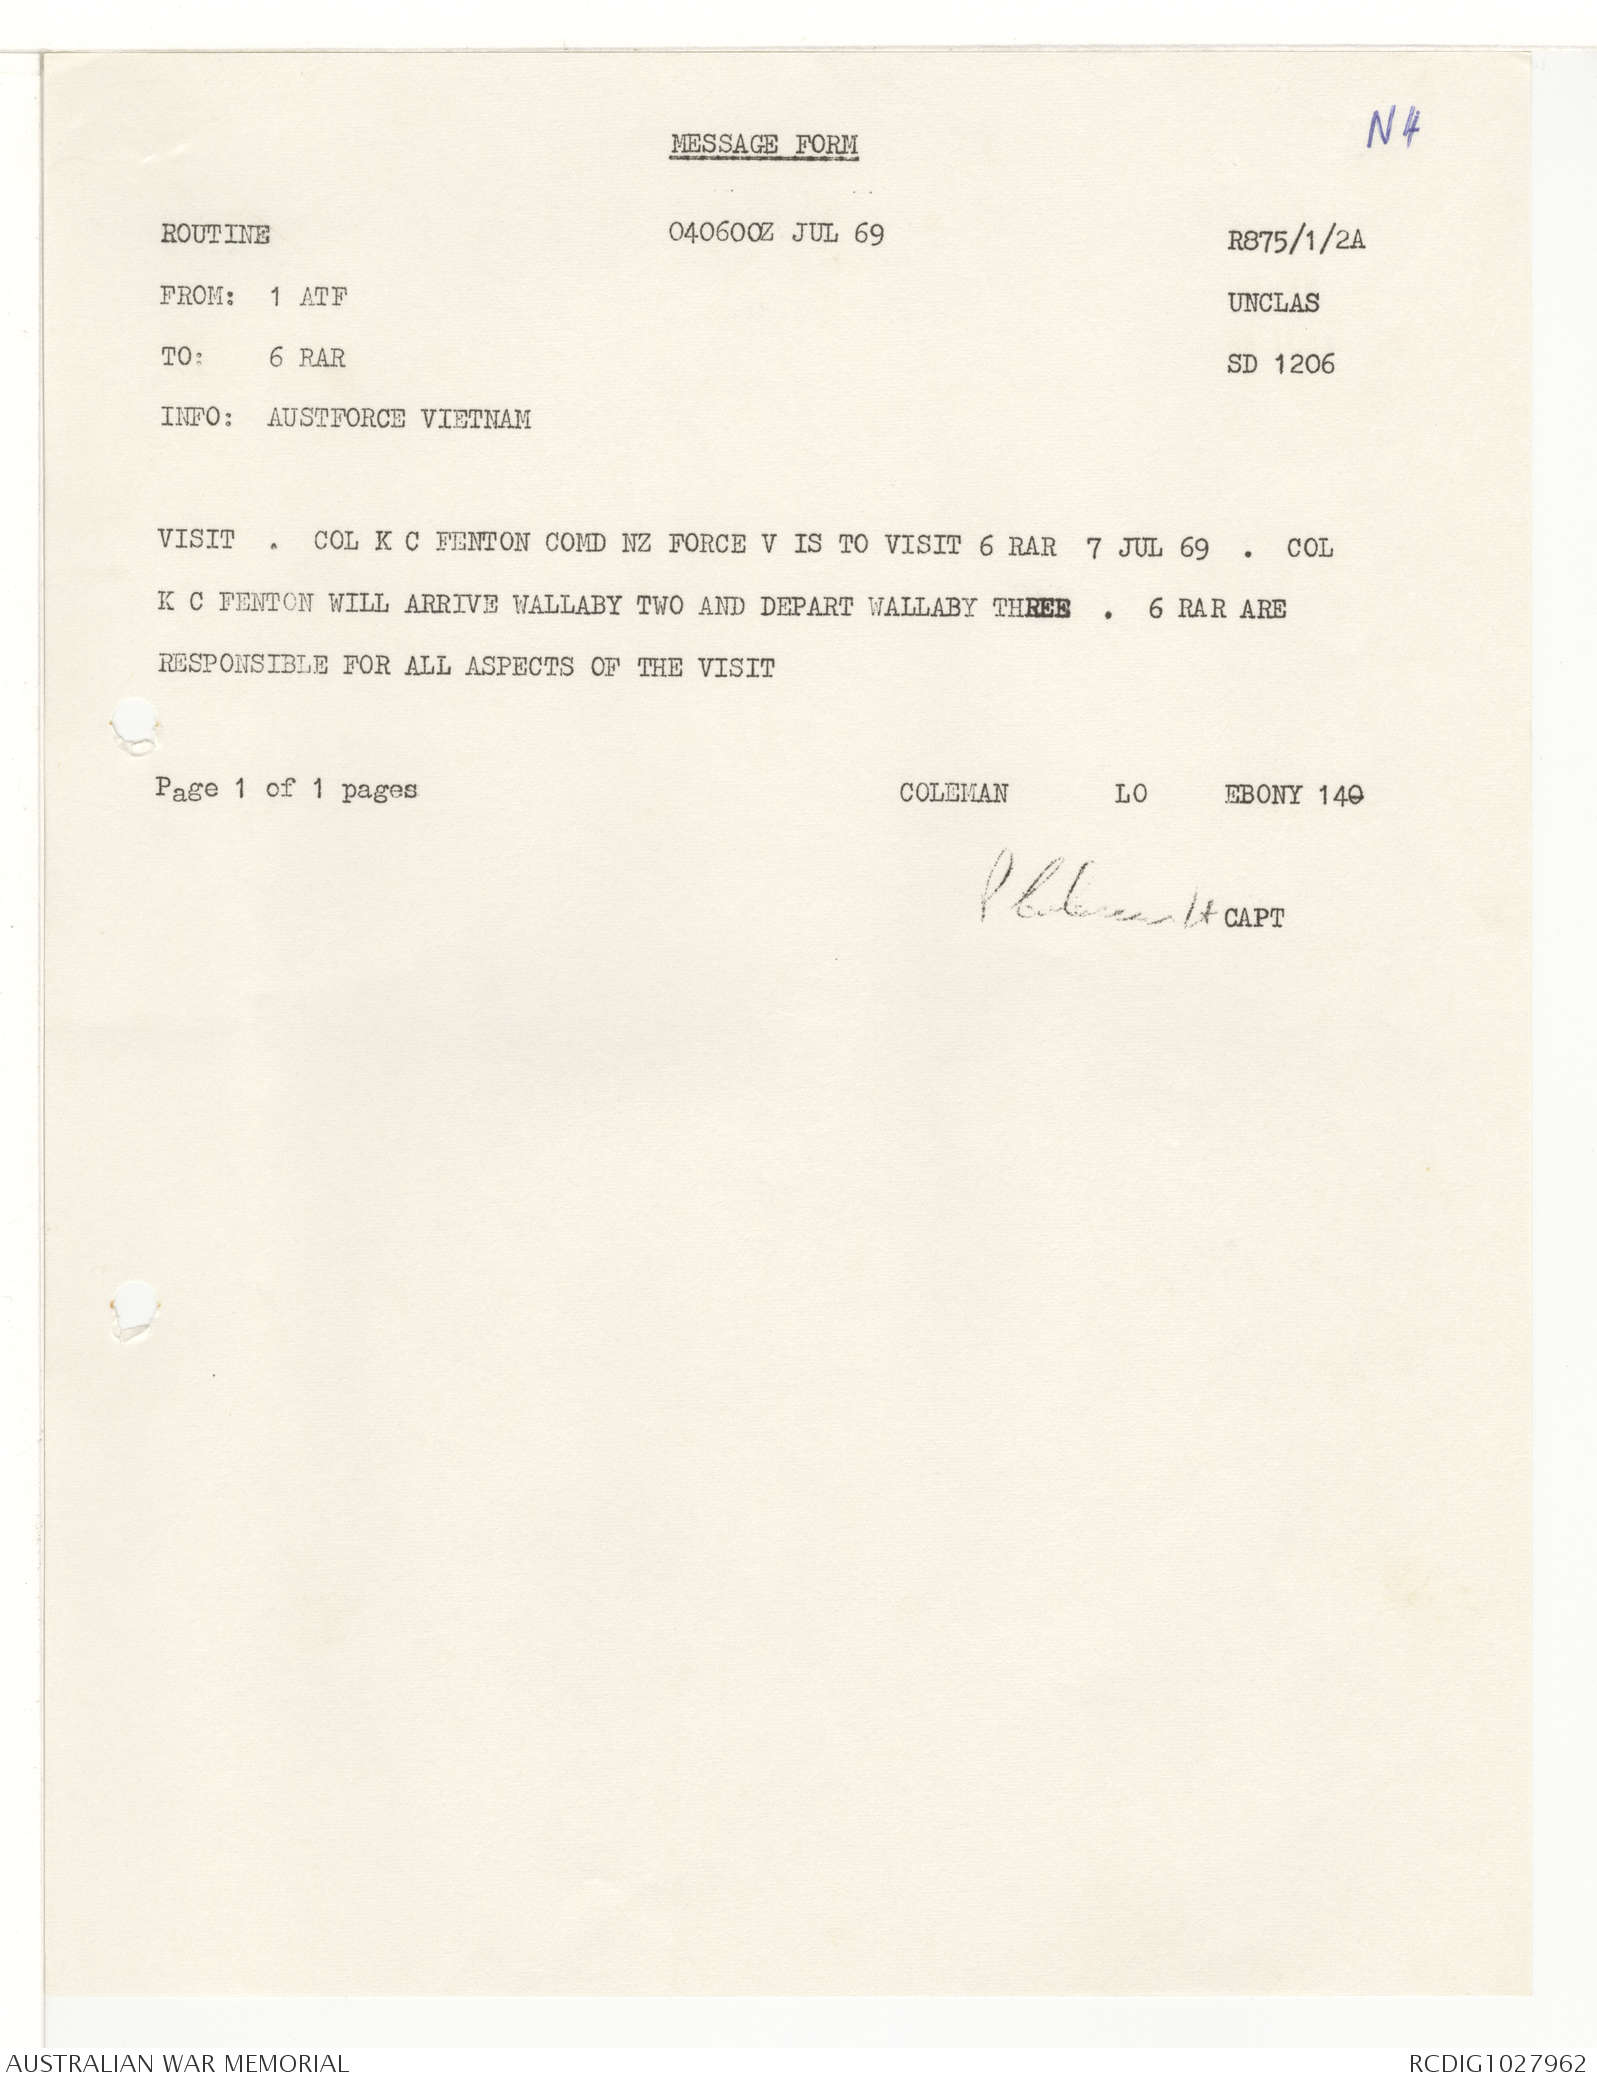 N4
MESSAGE FORM
ROUTINE 040600Z JUL 69 R875/1/2A
FROM: 1 ATF UNCLAS
TO: 6 RAR SD 1206
INFO: AUSTFORCE VIETNAM
VISIT . COL K C FENTON COMD NZ FORCE V IS TO VISIT 6 RAR 7 JUL 69 . COL
K C FENTON WILL ARRIVE WALLABY TWO AND DEPART WALLABY THREE . 6 RAR ARE
RESPONSIBLE FOR ALL ASPECTS OF THE VISIT
Page 1 of 1 pages COLEMAN LO EBONY 140
P Coleman Lt CAPT
AUSTRALIAN WAR MEMORIAL RCDIG1027962